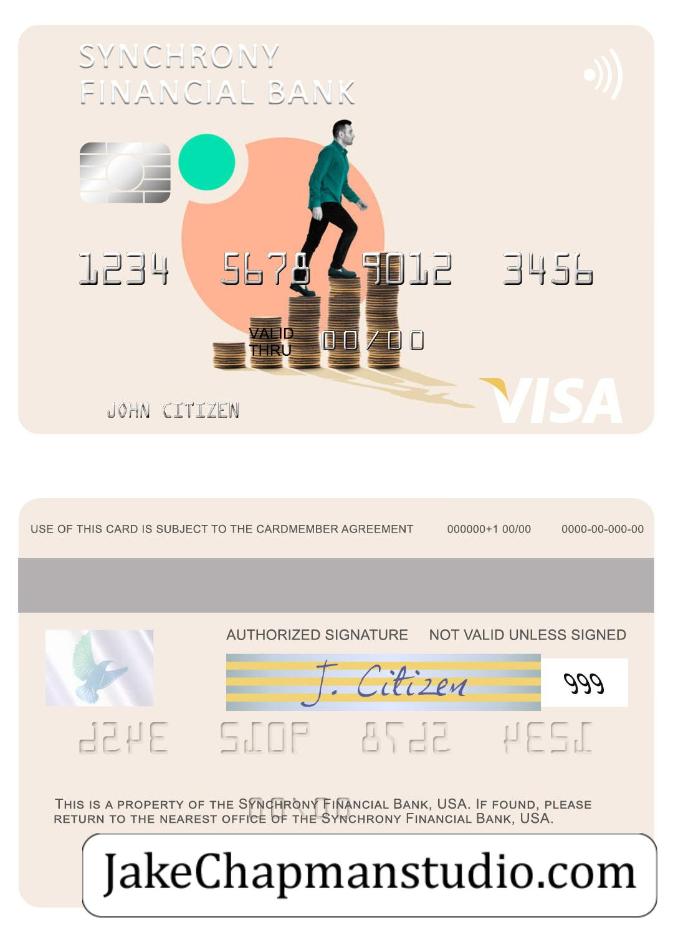 SYNCHRONY
FINANCIAL BANK
1234 5678 9012 3456
VALID
THRU 00/00
JOHN CITIZEN
VISA
USE OF THIS CARD IS SUBJECT TO THE CARDMEMBER AGREEMENT 000000+1 00/00 0000-00-000-00
AUTHORIZED SIGNATURE NOT VALID UNLESS SIGNED
J. Citizen 999
THIS IS A PROPERTY OF THE SYNCHRONY FINANCIAL BANK, USA. IF FOUND, PLEASE
RETURN TO THE NEAREST OFFICE OF THE SYNCHRONY FINANCIAL BANK, USA.
JakeChapmanstudio.com